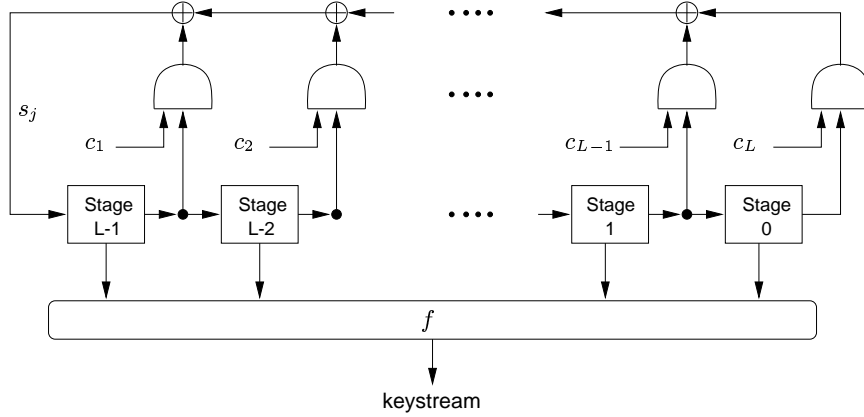 s_j
c_1
c_2
c_{L-1}
c_L
Stage L-1
Stage L-2
Stage 1
Stage 0
f
keystream